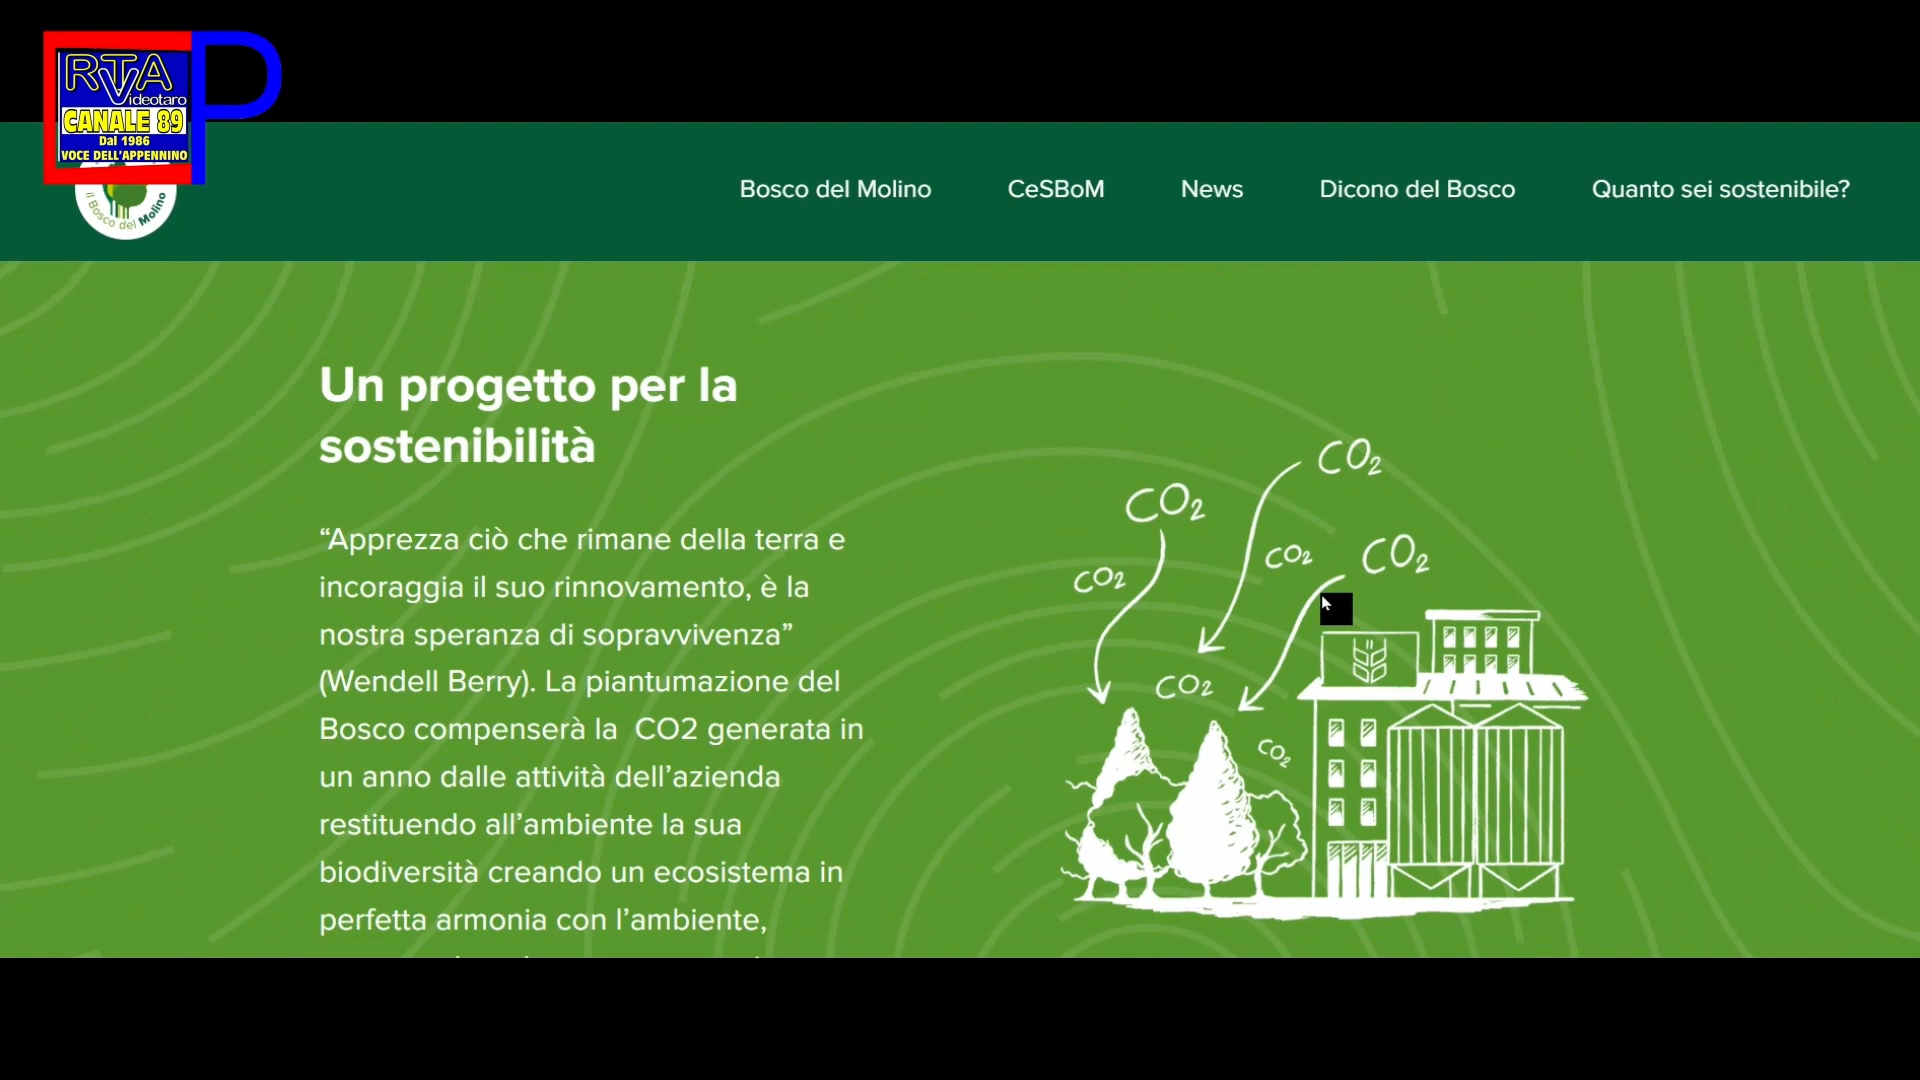 RTA
Videotaro
CANALE 89
Dal 1986
VOCE DELL'APPENNINO
P
il Bosco del Molino
Bosco del Molino
CeSBoM
News
Dicono del Bosco
Quanto sei sostenibile?
Un progetto per la
sostenibilità
“Apprezza ciò che rimane della terra e
incoraggia il suo rinnovamento, è la
nostra speranza di sopravvivenza”
(Wendell Berry). La piantumazione del
Bosco compenserà la CO2 generata in
un anno dalle attività dell’azienda
restituendo all’ambiente la sua
biodiversità creando un ecosistema in
perfetta armonia con l’ambiente,
CO2
CO2
CO2
CO2
CO2
CO2
CO2